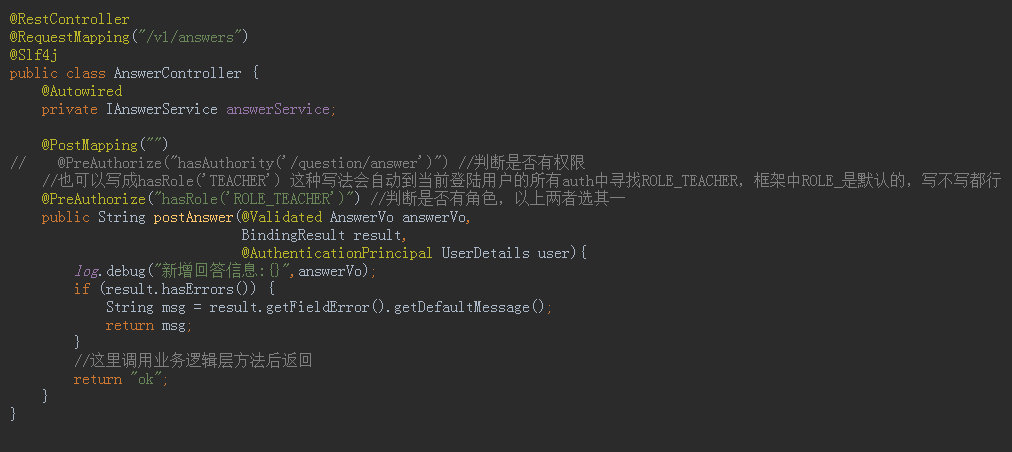 @RestController
@RequestMapping("/v1/answers")
@Slf4j
public class AnswerController {
    @Autowired
    private IAnswerService answerService;

    @PostMapping("")
//    @PreAuthorize("hasAuthority('/question/answer')") //判断是否有权限
    //也可以写成hasRole('TEACHER') 这种写法会自动到当前登陆用户的所有auth中寻找ROLE_TEACHER，框架中ROLE_是默认的，写不写都行
    @PreAuthorize("hasRole('ROLE_TEACHER')") //判断是否有角色，以上两者选其一
    public String postAnswer(@Validated AnswerVo answerVo,
                             BindingResult result,
                             @AuthenticationPrincipal UserDetails user){
        log.debug("新增回答信息:{}",answerVo);
        if (result.hasErrors()) {
            String msg = result.getFieldError().getDefaultMessage();
            return msg;
        }
        //这里调用业务逻辑层方法后返回
        return "ok";
    }
}